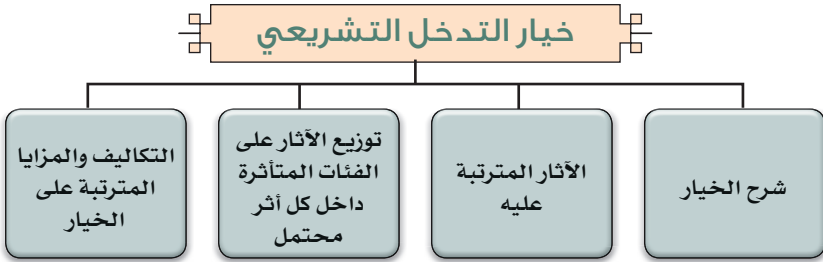 خيار التدخل التشريعي
شرح الخيار
الآثار المترتبة
عليه
توزيع الآثار على
الفئات المتأثرة
داخل كل أثر
محتمل
التكاليف والمزايا
المترتبة على
الخيار